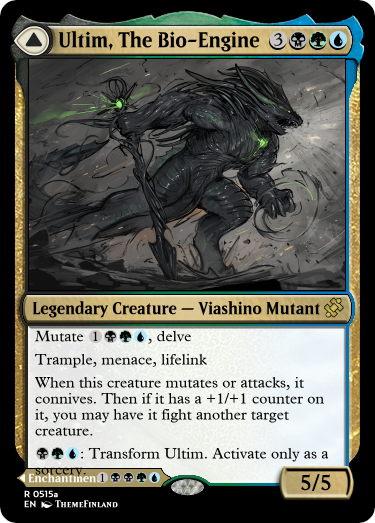 Ultim, The Bio-Engine 3
Legendary Creature — Viashino Mutant
Mutate 1, delve
Trample, menace, lifelink
When this creature mutates or attacks, it
connives. Then if it has a +1/+1 counter on
it, you may have it fight another target
creature.
: Transform Ultim. Activate only as a
sorcery.
Enchantment 1
5/5
R 0515a
EN ThemeFinland